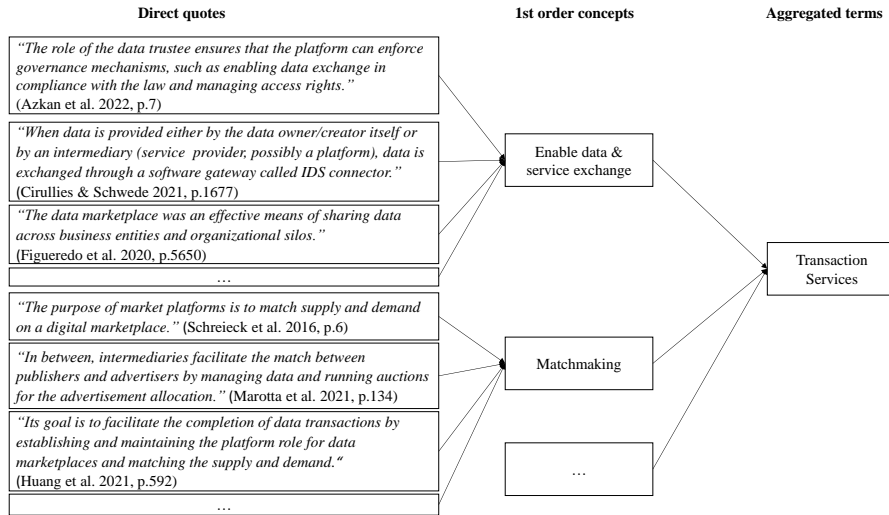 Direct quotes
1st order concepts
Aggregated terms
“The role of the data trustee ensures that the platform can enforce
governance mechanisms, such as enabling data exchange in
compliance with the law and managing access rights.”
(Azkan et al. 2022, p.7)
“When data is provided either by the data owner/creator itself or
by an intermediary (service provider, possibly a platform), data is
exchanged through a software gateway called IDS connector.”
(Cirullies & Schwede 2021, p.1677)
“The data marketplace was an effective means of sharing data
across business entities and organizational silos.”
(Figueredo et al. 2020, p.5650)
…
“The purpose of market platforms is to match supply and demand
on a digital marketplace.” (Schreieck et al. 2016, p.6)
“In between, intermediaries facilitate the match between
publishers and advertisers by managing data and running auctions
for the advertisement allocation.” (Marotta et al. 2021, p.134)
“Its goal is to facilitate the completion of data transactions by
establishing and maintaining the platform role for data
marketplaces and matching the supply and demand.“
(Huang et al. 2021, p.592)
…
Enable data &
service exchange
Matchmaking
…
Transaction
Services